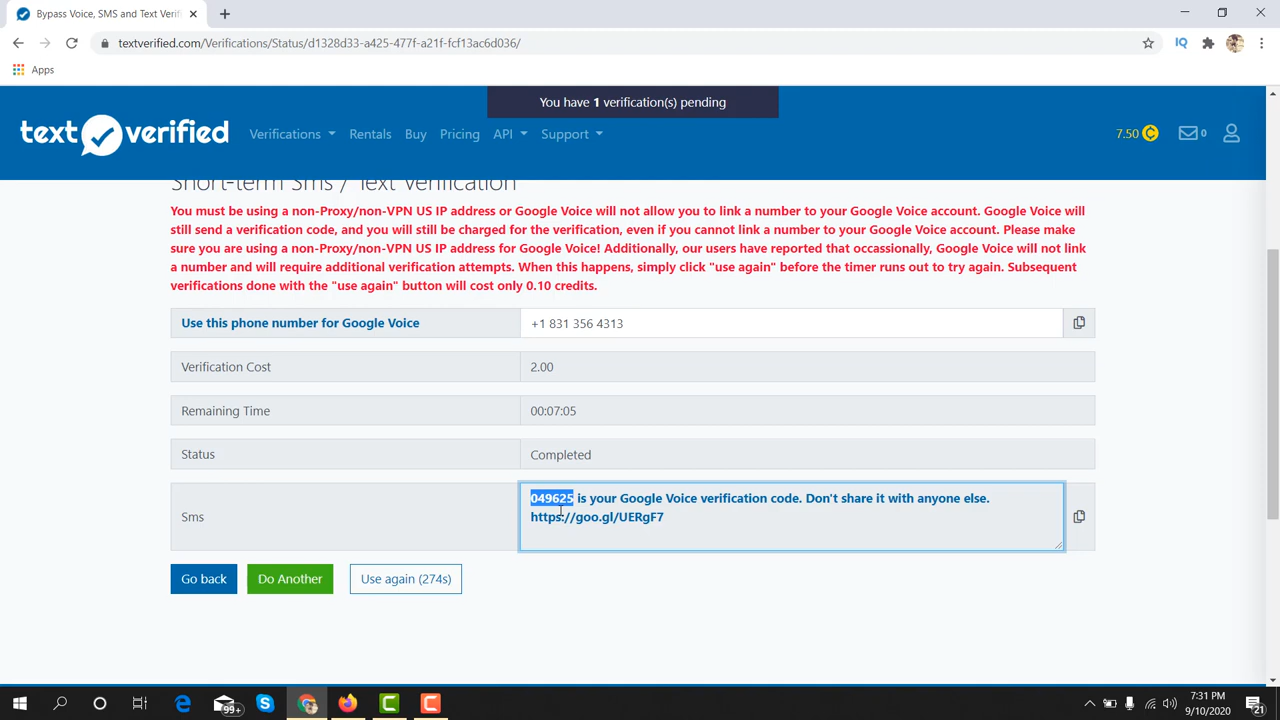 Bypass Voice, SMS and Text Verifi
textverified.com/Verifications/Status/d1328d33-a425-477f-a21f-fcf13ac6d036/
Apps
You have 1 verification(s) pending
text verified
Verifications Rentals Buy Pricing API Support 7.50 0
Short-term Sms / Text Verification
You must be using a non-Proxy/non-VPN US IP address or Google Voice will not allow you to link a number to your Google Voice account. Google Voice will
still send a verification code, and you will still be charged for the verification, even if you cannot link a number to your Google Voice account. Please make
sure you are using a non-Proxy/non-VPN US IP address for Google Voice! Additionally, our users have reported that occassionally, Google Voice will not link
a number and will require additional verification attempts. When this happens, simply click "use again" before the timer runs out to try again. Subsequent
verifications done with the "use again" button will cost only 0.10 credits.
Use this phone number for Google Voice +1 831 356 4313
Verification Cost 2.00
Remaining Time 00:07:05
Status Completed
Sms
049625 is your Google Voice verification code. Don't share it with anyone else.
https://goo.gl/UERgF7
Go back Do Another Use again (274s)
99+
7:31 PM
9/10/2020
21